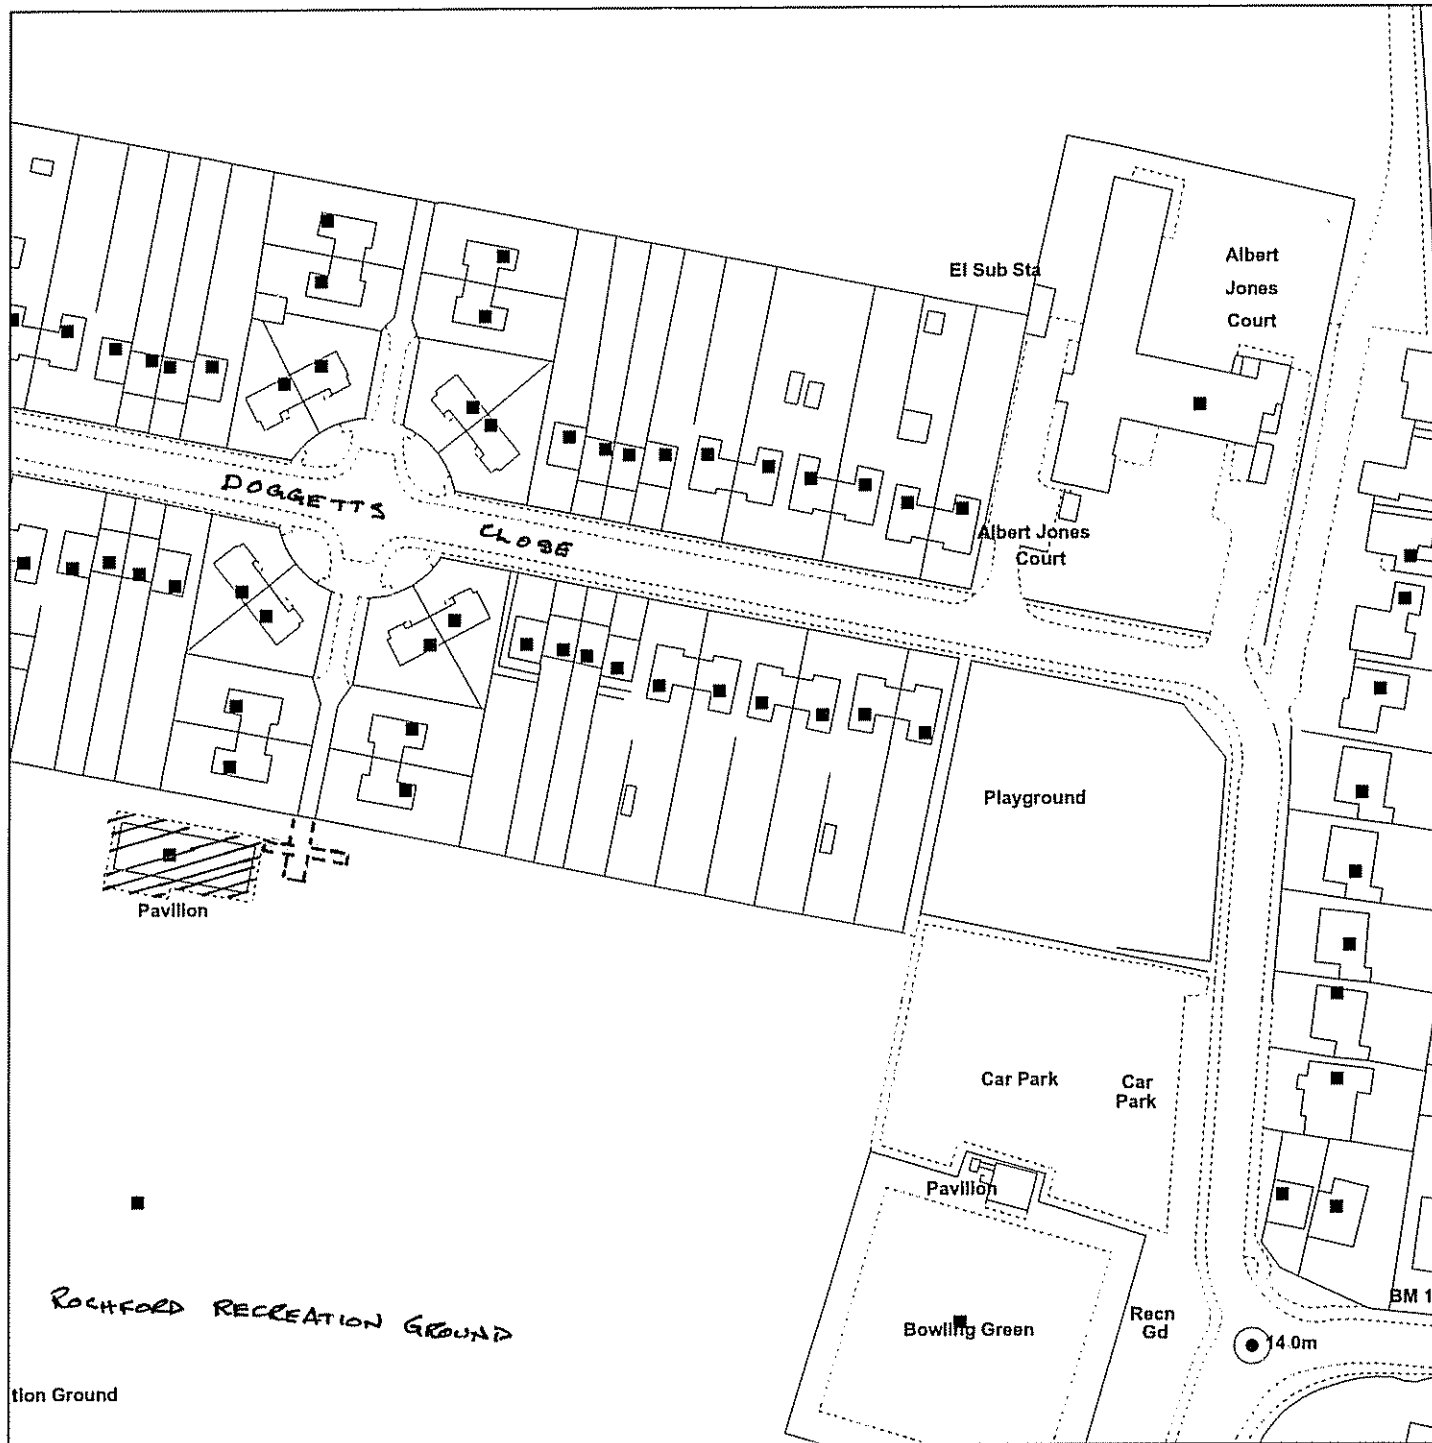 Albert
Jones
Court
El Sub Sta
DOGGETTS
CLOSE
Albert Jones
Court
Playground
Pavilion
Car Park
Car
Park
Pavilion
ROCHFORD RECREATION GROUND
Bowling Green
Recn
Gd
BM 1
14.0m
tion Ground